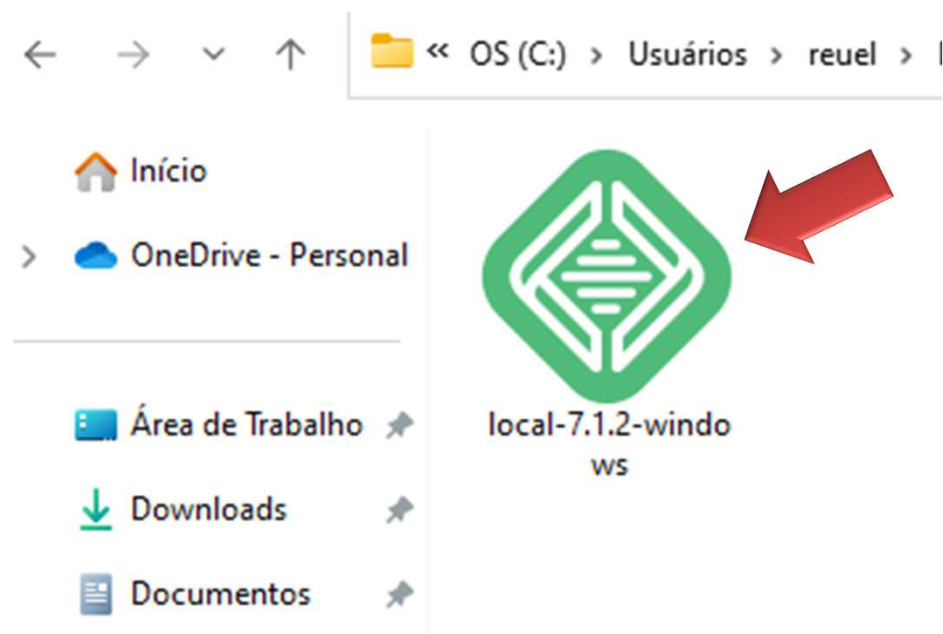 « OS (C:) > Usuários > reuel >
Início
> OneDrive - Personal
Área de Trabalho
Downloads
Documentos
local-7.1.2-windo
ws